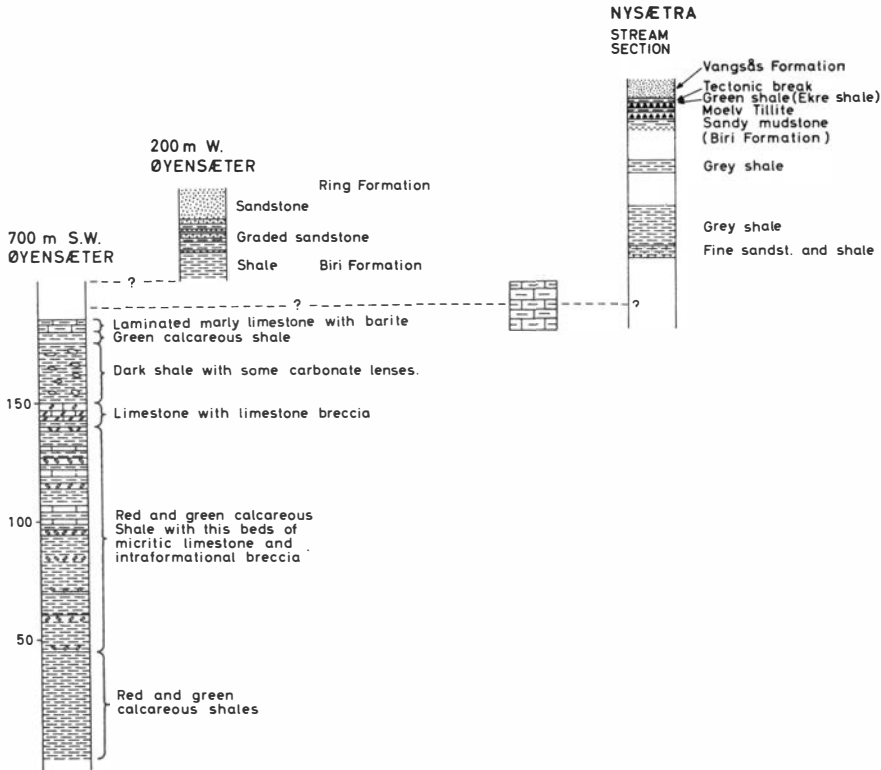 NYSÆTRA
STREAM
SECTION
Vangsås Formation
Tectonic break
Green shale (Ekre shale)
Moelv Tillite
Sandy mudstone
(Biri Formation)
Grey shale
Grey shale
Fine sandst. and shale
?
200 m W.
ØYENSÆTER
Ring Formation
Sandstone
Graded sandstone
Shale Biri Formation
?
?
700 m S.W.
ØYENSÆTER
Laminated marly limestone with barite
Green calcareous shale
Dark shale with some carbonate lenses.
150
Limestone with limestone breccia
100
Red and green calcareous
Shale with this beds of
micritic limestone and
intraformational breccia
50
Red and green
calcareous shales